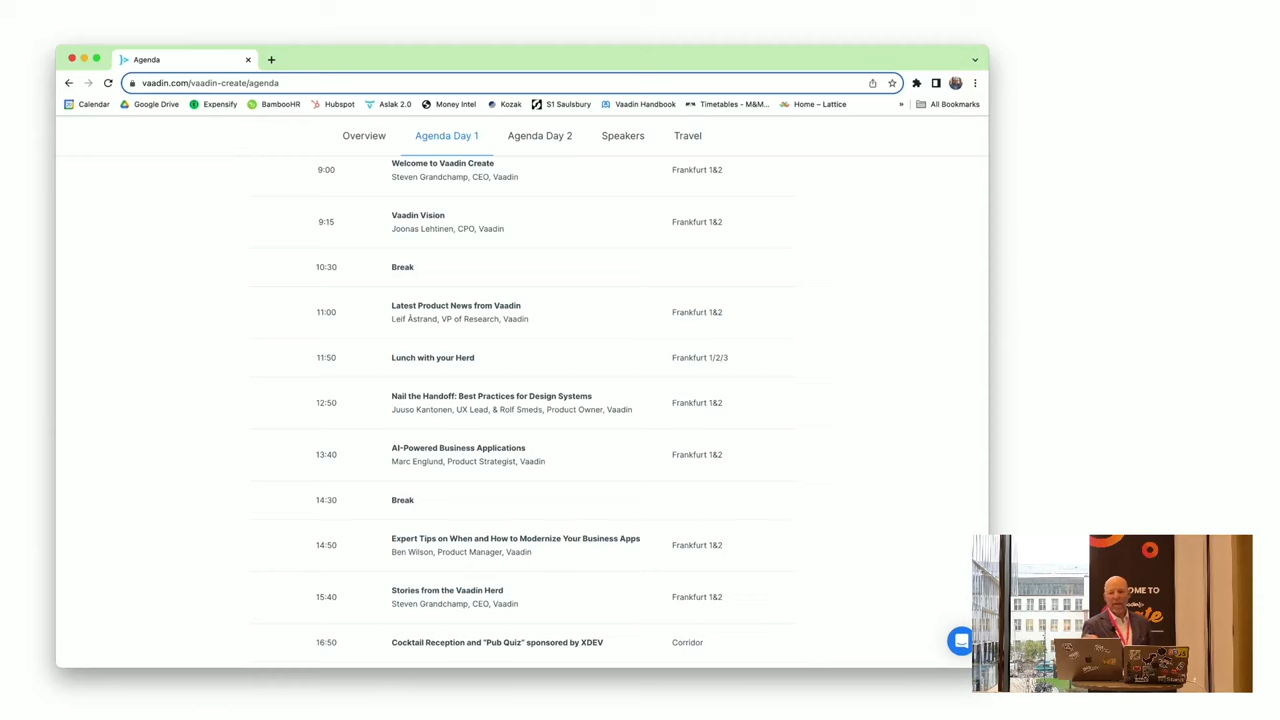 Agenda
vaadin.com/vaadin-create/agenda
Calendar Google Drive Expensify BambooHR Hubspot Aslak 2.0 Money Intel Kozak S1 Saulsbury Vaadin Handbook Timetables - M&M... Home – Lattice » All Bookmarks
Overview Agenda Day 1 Agenda Day 2 Speakers Travel
9:00 Welcome to Vaadin Create Frankfurt 1&2
Steven Grandchamp, CEO, Vaadin
9:15 Vaadin Vision Frankfurt 1&2
Joonas Lehtinen, CPO, Vaadin
10:30 Break
11:00 Latest Product News from Vaadin Frankfurt 1&2
Leif Åstrand, VP of Research, Vaadin
11:50 Lunch with your Herd Frankfurt 1/2/3
12:50 Nail the Handoff: Best Practices for Design Systems Frankfurt 1&2
Juuso Kantonen, UX Lead, & Rolf Smeds, Product Owner, Vaadin
13:40 AI-Powered Business Applications Frankfurt 1&2
Marc Englund, Product Strategist, Vaadin
14:30 Break
14:50 Expert Tips on When and How to Modernize Your Business Apps Frankfurt 1&2
Ben Wilson, Product Manager, Vaadin
15:40 Stories from the Vaadin Herd Frankfurt 1&2
Steven Grandchamp, CEO, Vaadin
16:50 Cocktail Reception and "Pub Quiz" sponsored by XDEV Corridor
OME TO